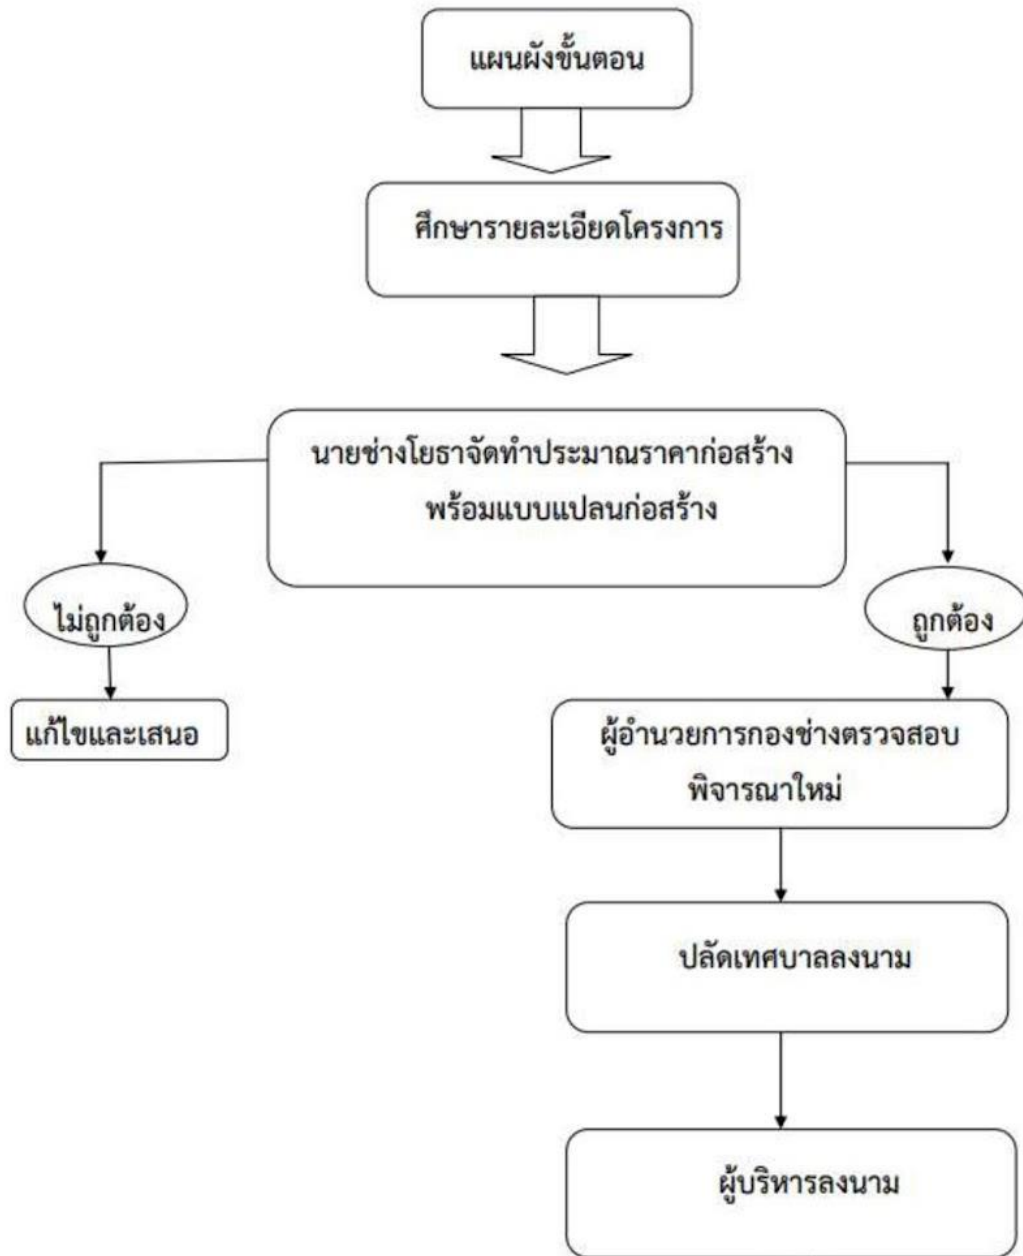 แผนผังขั้นตอน
ศึกษารายละเอียดโครงการ
นายช่างโยธาจัดทำประมาณราคาก่อสร้าง
พร้อมแบบแปลนก่อสร้าง
ไม่ถูกต้อง
ถูกต้อง
แก้ไขและเสนอ
ผู้อำนวยการกองช่างตรวจสอบ
พิจารณาใหม่
ปลัดเทศบาลลงนาม
ผู้บริหารลงนาม